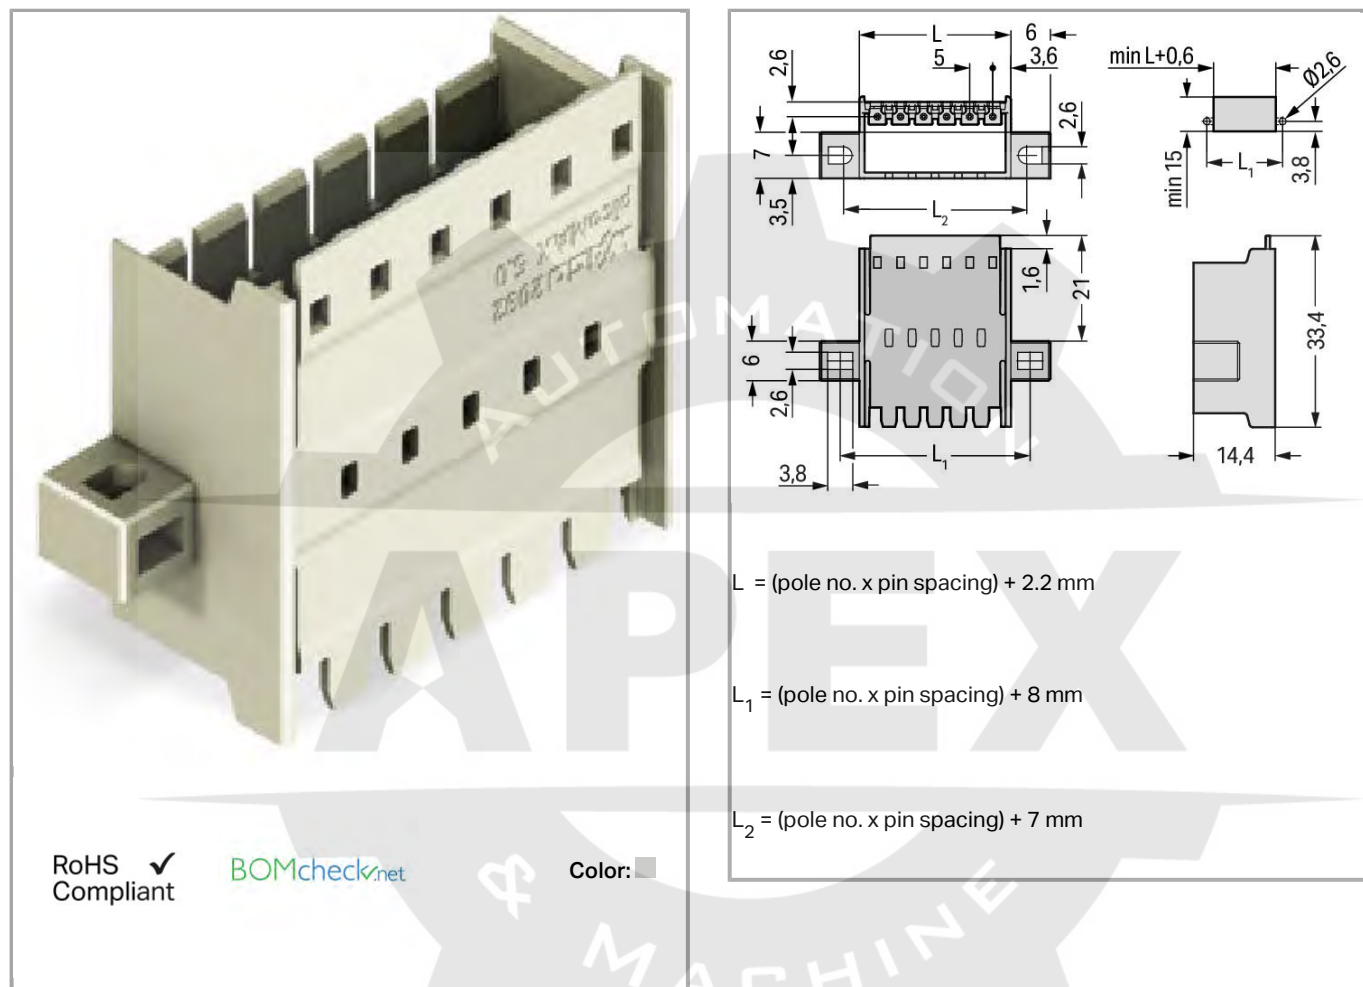 picoMAX 5.0
RoHS ✓
Compliant
BOMcheck.net
Color:
L
6
5
3,6
2,6
2,6
7
3,5
L2
min L+0,6
Ø2,6
min 15
L1
3,8
1,6
21
6
2,6
L1
3,8
33,4
14,4
L = (pole no. x pin spacing) + 2.2 mm
L1 = (pole no. x pin spacing) + 8 mm
L2 = (pole no. x pin spacing) + 7 mm
AUTOMATION
APEX
& MACHINE